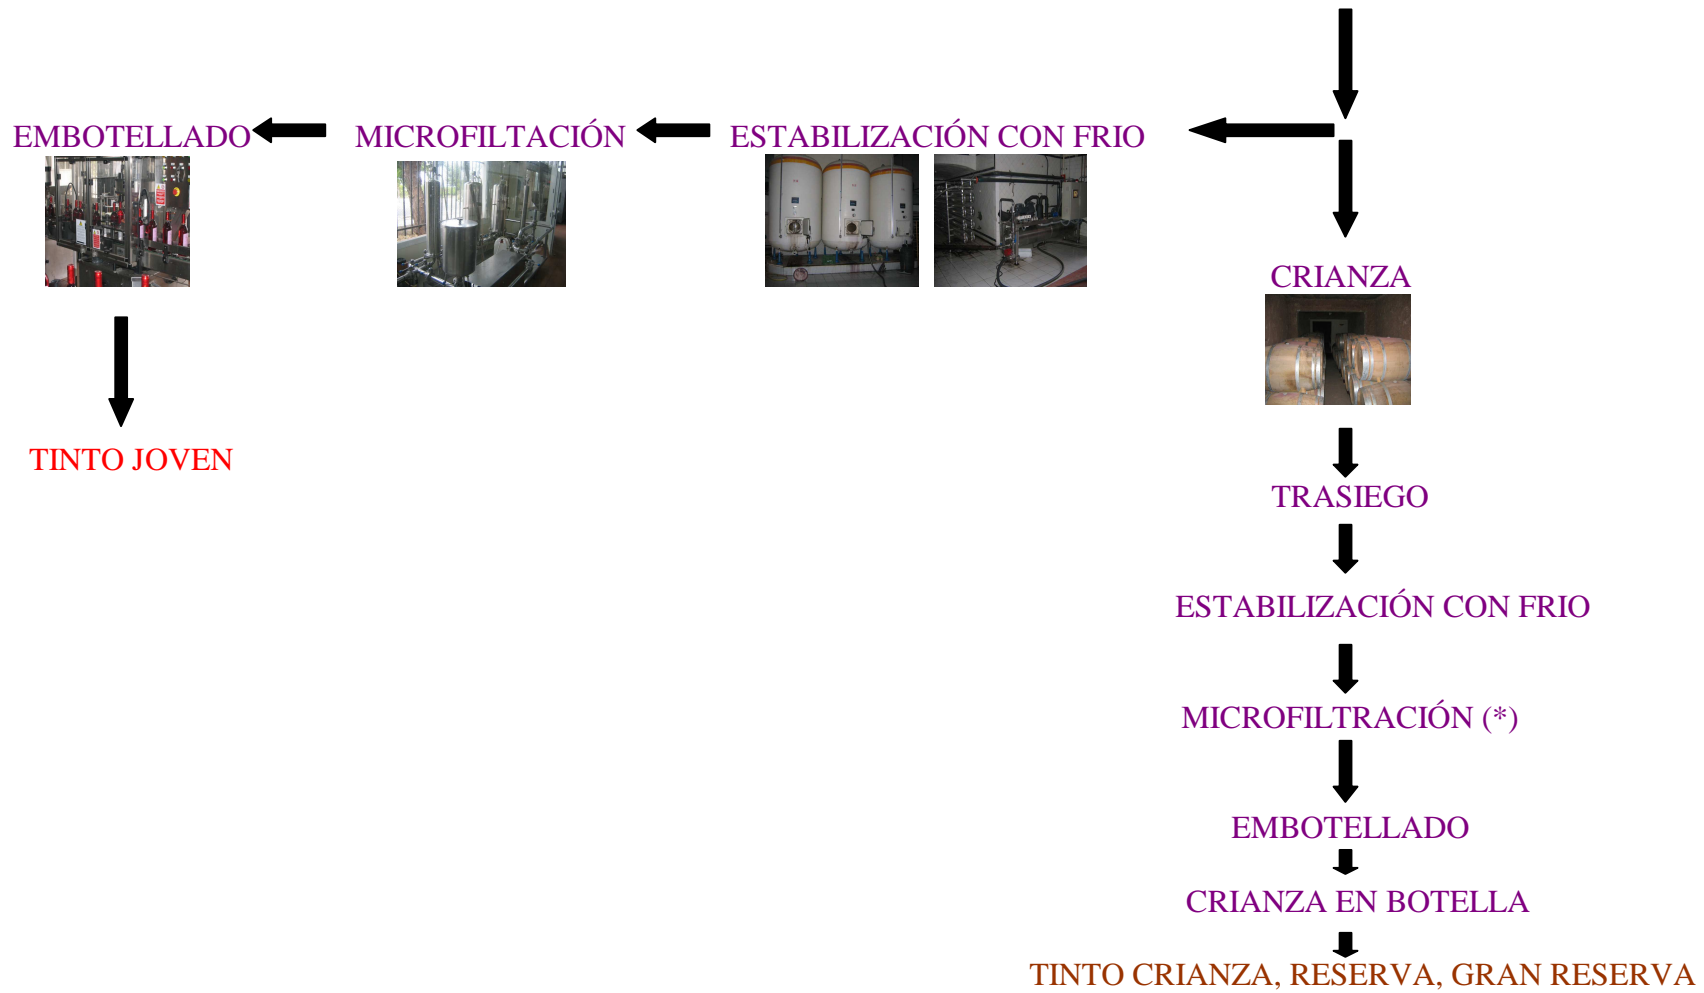 EMBOTELLADO
MICROFILTACIÓN
ESTABILIZACIÓN CON FRIO
CRIANZA
TINTO JOVEN
TRASIEGO
ESTABILIZACIÓN CON FRIO
MICROFILTRACIÓN (*)
EMBOTELLADO
CRIANZA EN BOTELLA
TINTO CRIANZA, RESERVA, GRAN RESERVA